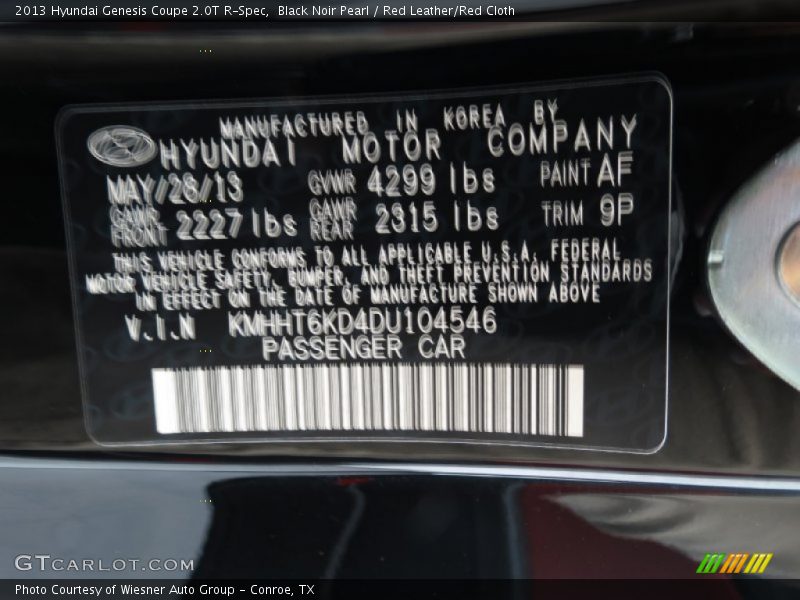 2013 Hyundai Genesis Coupe 2.0T R-Spec, Black Noir Pearl / Red Leather/Red Cloth
MANUFACTURED IN KOREA BY
HYUNDAI MOTOR COMPANY
MAY/28/13 GVWR 4299 lbs PAINT AF
GAWR FRONT 2227 lbs GAWR REAR 2315 lbs TRIM 9P
THIS VEHICLE CONFORMS TO ALL APPLICABLE U.S.A. FEDERAL
MOTOR VEHICLE SAFETY, BUMPER, AND THEFT PREVENTION STANDARDS
IN EFFECT ON THE DATE OF MANUFACTURE SHOWN ABOVE
V.I.N KMHHT6KD4DU104546
PASSENGER CAR
GTCARLOT.COM
Photo Courtesy of Wiesner Auto Group - Conroe, TX